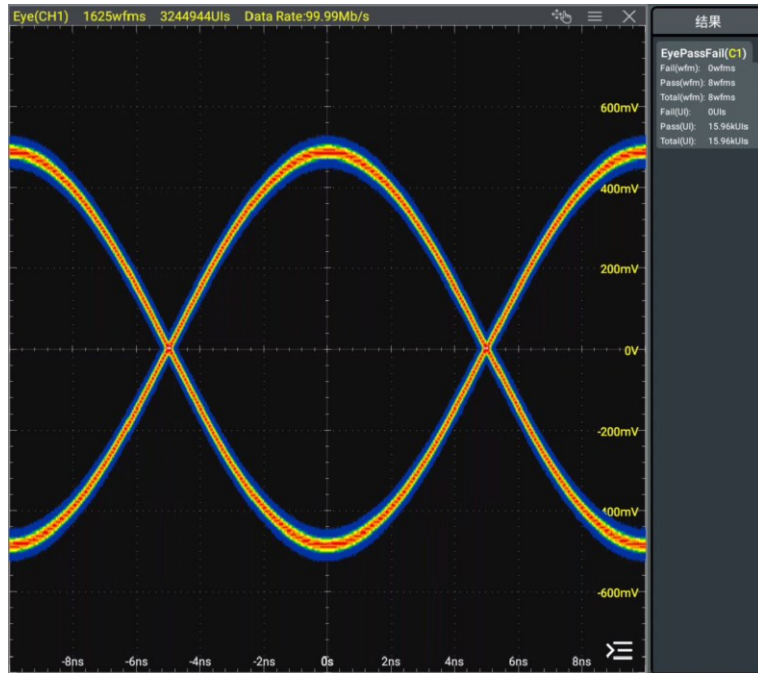 Eye(CH1) 1625wfms 3244944UIs Data Rate:99.99Mb/s
600mV
400mV
200mV
0V
-200mV
-400mV
-600mV
-8ns -6ns -4ns -2ns 0s 2ns 4ns 6ns 8ns
结果
EyePassFail(C1)
Fail(wfm): 0wfms
Pass(wfm): 8wfms
Total(wfm): 8wfms
Fail(UI): 0UIs
Pass(UI): 15.96kUIs
Total(UI): 15.96kUIs